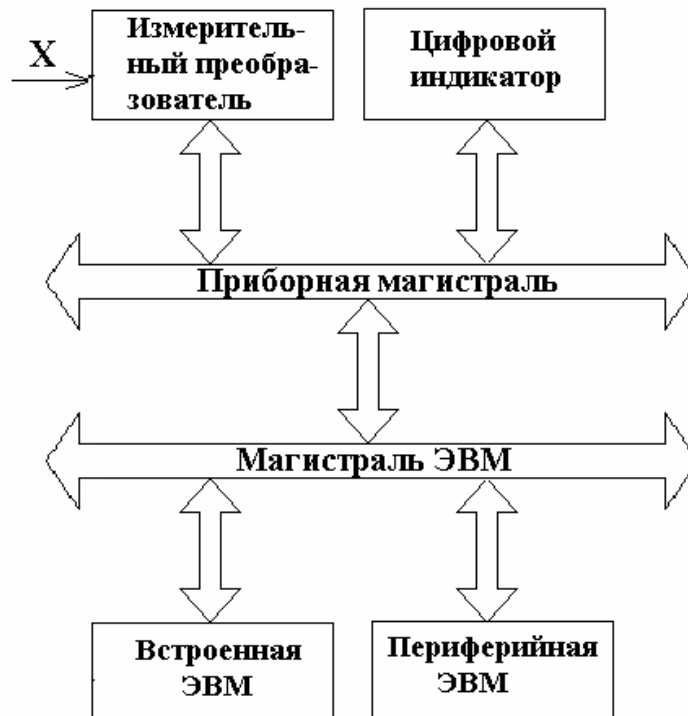 Измеритель-
ный преобра-
зователь
Цифровой
индикатор
X
Приборная магистраль
Магистраль ЭВМ
Встроенная
ЭВМ
Периферийная
ЭВМ